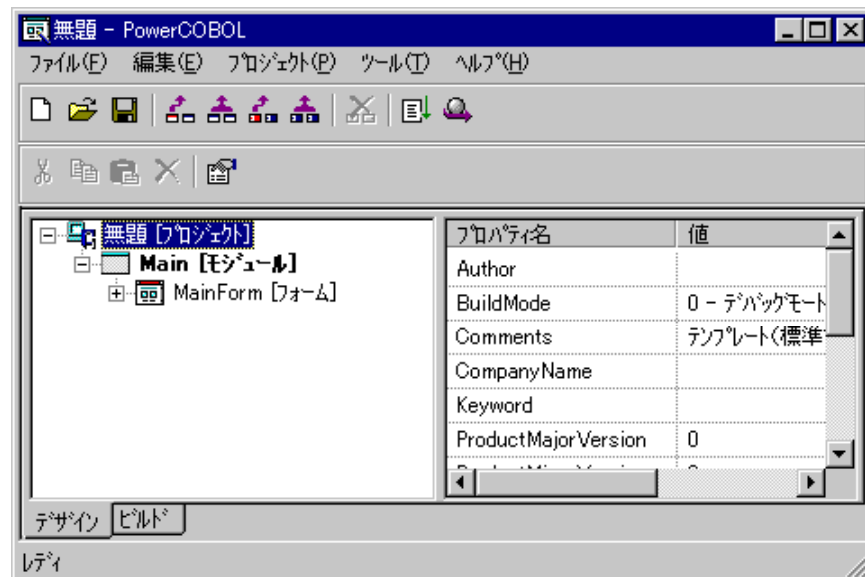 無題 - PowerCOBOL
ﾌｧｲﾙ(F) 編集(E) ﾌﾟﾛｼﾞｪｸﾄ(P) ﾂｰﾙ(T) ﾍﾙﾌﾟ(H)
無題 [ﾌﾟﾛｼﾞｪｸﾄ]
Main [ﾓｼﾞｭｰﾙ]
MainForm [ﾌｫｰﾑ]
ﾌﾟﾛﾊﾟﾃｨ名 値
Author
BuildMode 0 - ﾃﾞﾊﾞｯｸﾞﾓｰﾄ
Comments ﾃﾝﾌﾟﾚｰﾄ(標準
CompanyName
Keyword
ProductMajorVersion 0
ﾃﾞｻﾞｲﾝ ﾋﾞﾙﾄﾞ
ﾚﾃﾞｨ